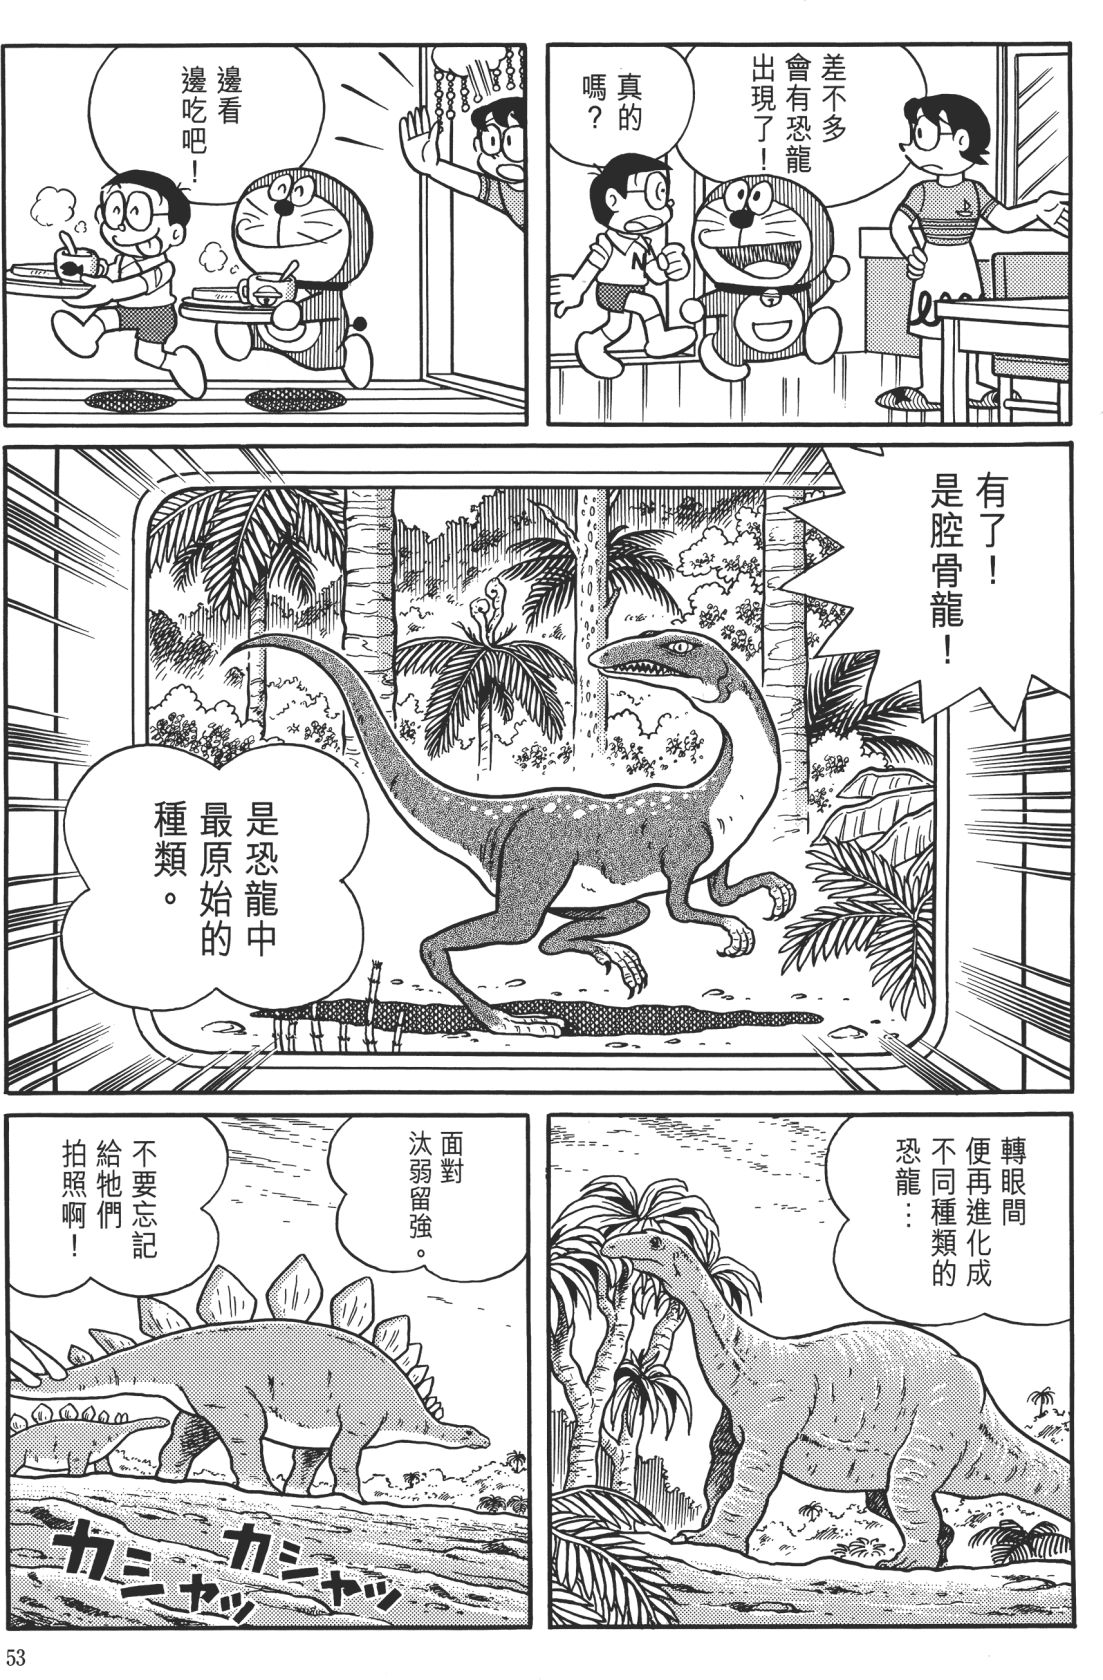 差不多
會有恐龍
出現了！
真的
嗎？
邊看
邊吃吧！
N
有了！
是腔骨龍！
是恐龍中
最原始的
種類。
轉眼間
便再進化成
不同種類的
恐龍…
面對
汰弱留強。
不要忘記
給牠們
拍照啊！
カシャッ
カシャッ
53